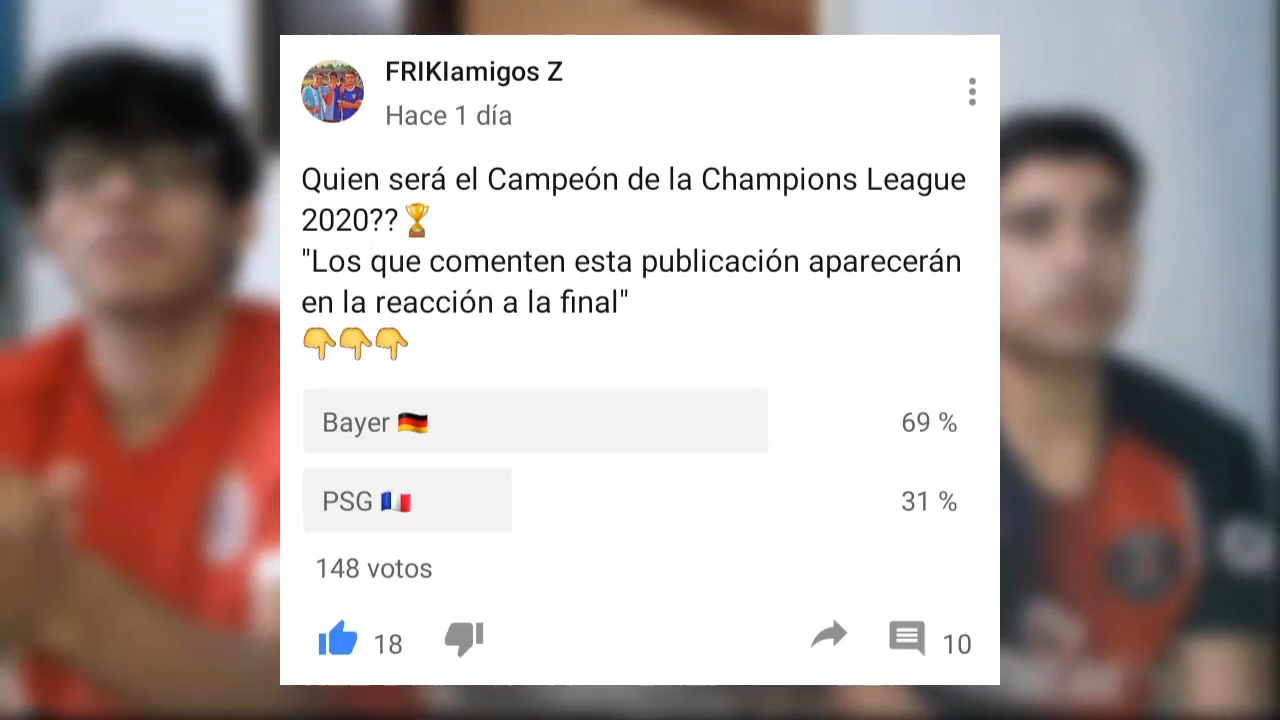 FRIKIamigos Z
Hace 1 día
Quien será el Campeón de la Champions League
2020??🏆
"Los que comenten esta publicación aparecerán
en la reacción a la final"
👇👇👇
Bayer 🇩🇪 69 %
PSG 🇫🇷 31 %
148 votos
18 10